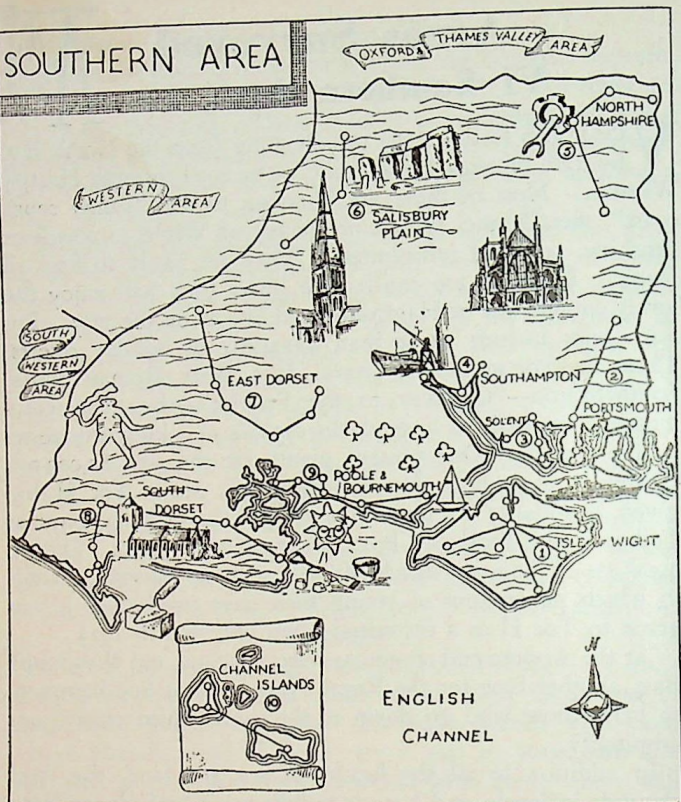 SOUTHERN AREA
OXFORD & THAMES VALLEY AREA
NORTH
HAMPSHIRE
5
WESTERN AREA
6 SALISBURY
PLAIN
SOUTH
WESTERN
AREA
EAST DORSET
7
4
SOUTHAMPTON
2
PORTSMOUTH
SOLENT
3
9
POOLE &
BOURNEMOUTH
8
SOUTH
DORSET
1
ISLE of WIGHT
CHANNEL
ISLANDS
10
ENGLISH
CHANNEL
N